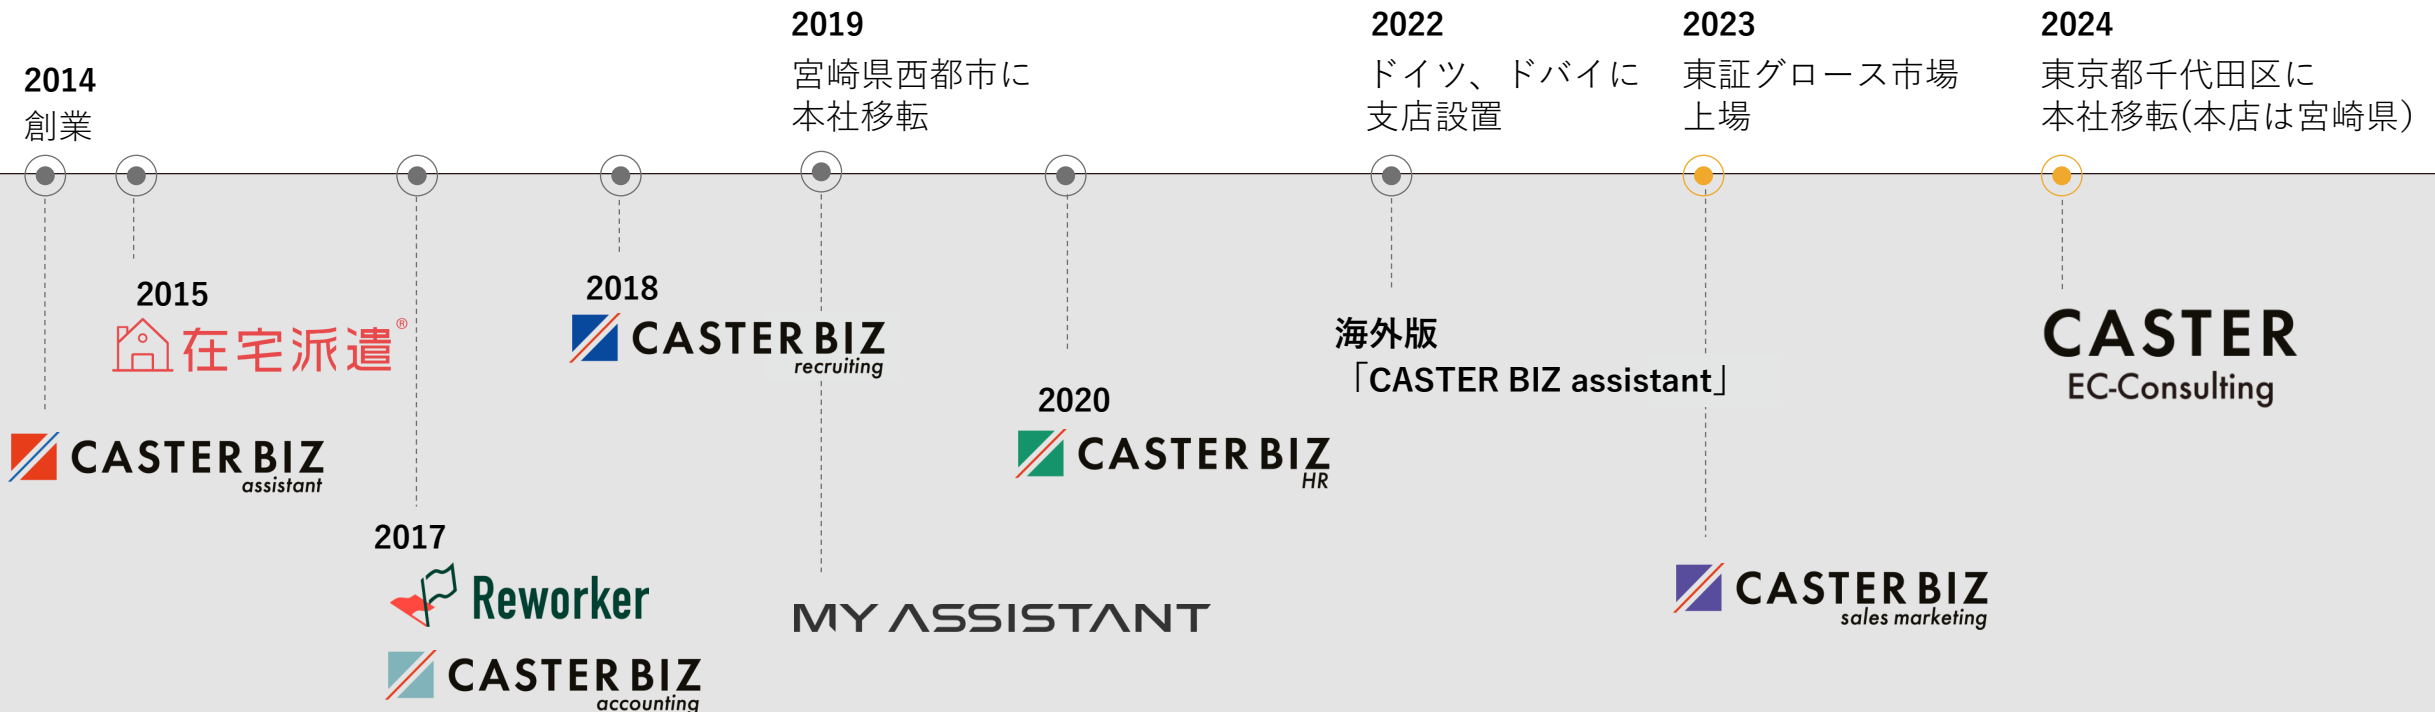 2014
創業
2019
宮崎県西都市に
本社移転
2022
ドイツ、ドバイに
支店設置
2023
東証グロース市場
上場
2024
東京都千代田区に
本社移転(本店は宮崎県)
2015
在宅派遣®
CASTER BIZ
assistant
2017
Reworker
CASTER BIZ
accounting
2018
CASTER BIZ
recruiting
MY ASSISTANT
2020
CASTER BIZ
HR
海外版
「CASTER BIZ assistant」
CASTER BIZ
sales marketing
CASTER
EC-Consulting